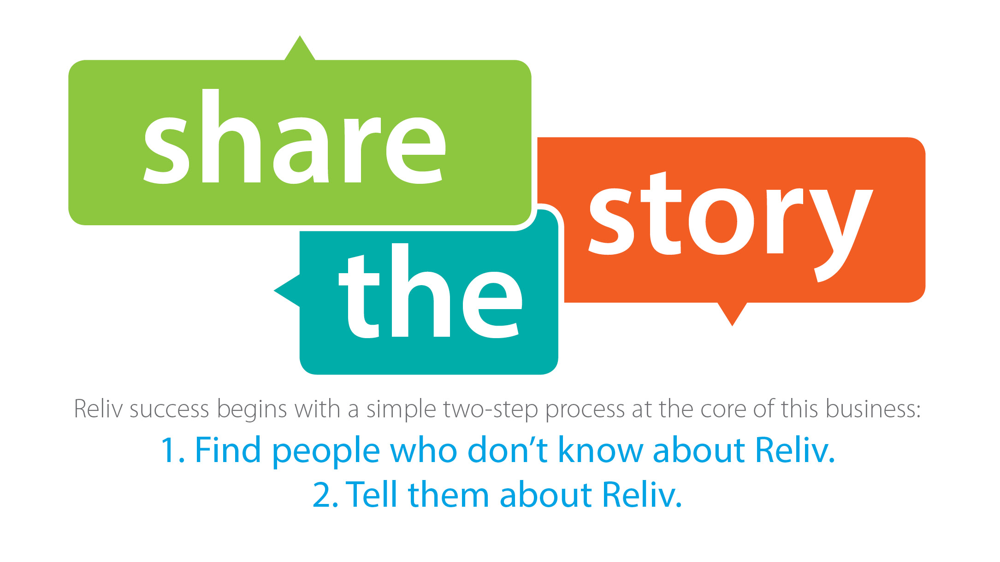 share
the
story
Reliv success begins with a simple two-step process at the core of this business:
1. Find people who don’t know about Reliv.
2. Tell them about Reliv.